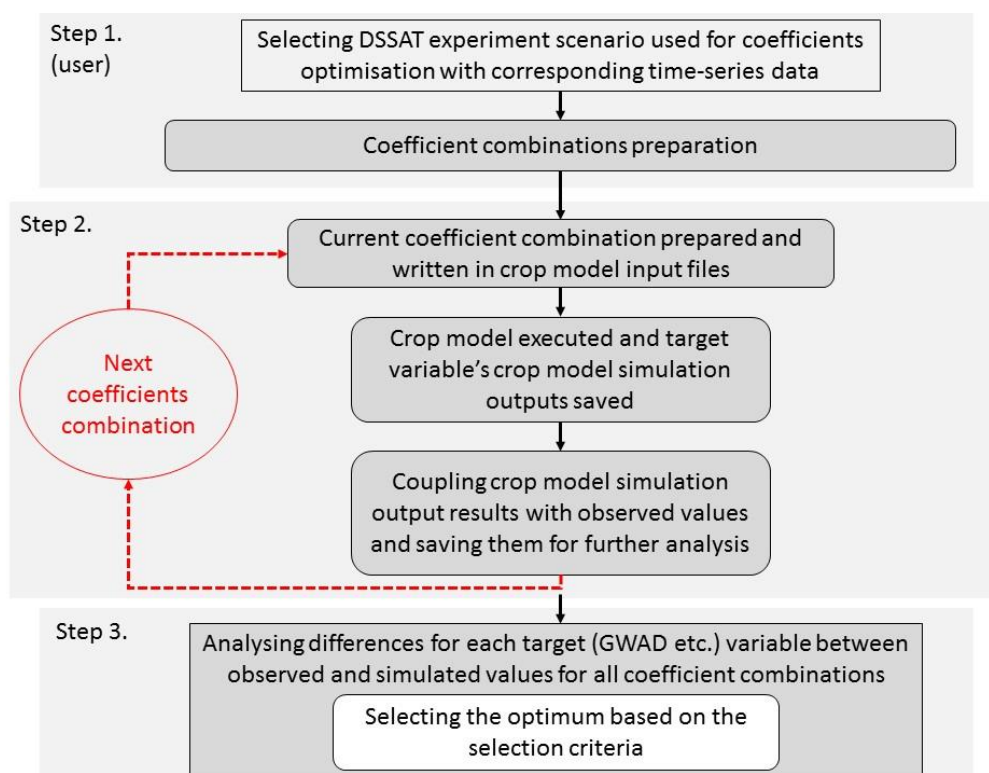 Step 1.
(user)
Selecting DSSAT experiment scenario used for coefficients
optimisation with corresponding time-series data
Coefficient combinations preparation
Step 2.
Current coefficient combination prepared and
written in crop model input files
Crop model executed and target
variable's crop model simulation
outputs saved
Next
coefficients
combination
Coupling crop model simulation
output results with observed values
and saving them for further analysis
Step 3.
Analysing differences for each target (GWAD etc.) variable between
observed and simulated values for all coefficient combinations
Selecting the optimum based on the
selection criteria